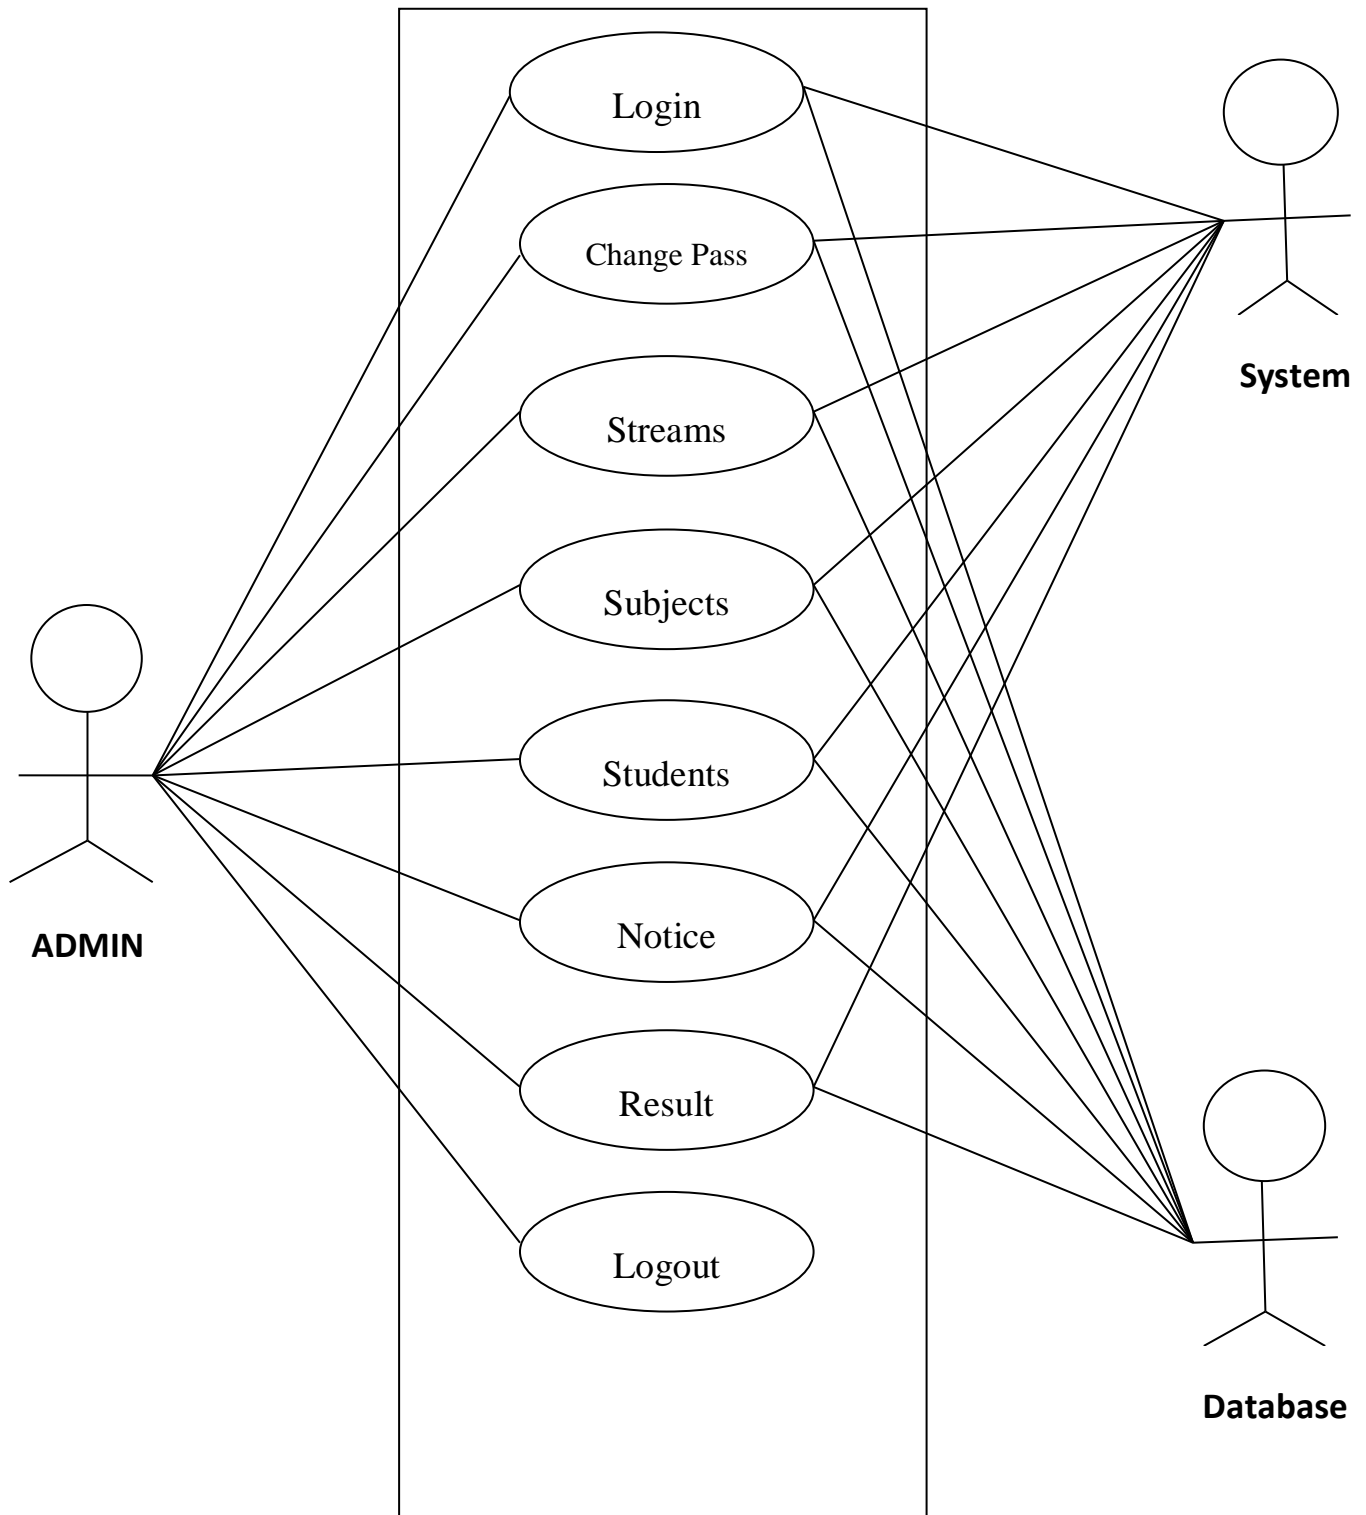 Login
Change Pass
System
Streams
Subjects
Students
ADMIN
Notice
Result
Logout
Database